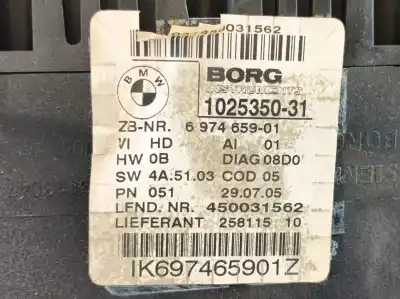 0031562
BMW
BORG
INSTRUMENTS
1025350-31
ZB-NR. 6 974 659-01
VI HD AI 01
HW 0B DIAG 08D0
SW 4A.51.03 COD 05
PN 051 29.07.05
LFND. NR. 450031562
LIEFERANT 258115 10
IK697465901Z